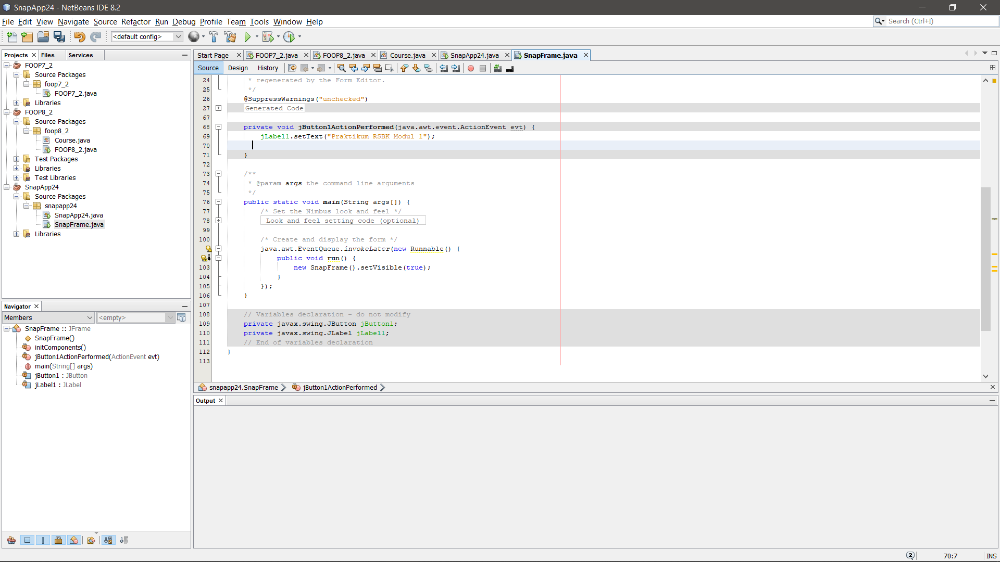 SnapApp24 - NetBeans IDE 8.2
File Edit View Navigate Source Refactor Run Debug Profile Team Tools Window Help
Search (Ctrl+I)
<default config>
Projects Files Services
FOOP7_2
Source Packages
foop7_2
FOOP7_2.java
Libraries
FOOP8_2
Source Packages
foop8_2
Course.java
FOOP8_2.java
Test Packages
Libraries
Test Libraries
SnapApp24
Source Packages
snapapp24
SnapApp24.java
SnapFrame.java
Libraries
Navigator
Members <empty>
SnapFrame :: JFrame
SnapFrame()
initComponents()
jButton1ActionPerformed(ActionEvent evt)
main(String[] args)
jButton1 : JButton
jLabel1 : JLabel
Start Page FOOP7_2.java FOOP8_2.java Course.java SnapApp24.java SnapFrame.java
Source Design History
24 * regenerated by the Form Editor.
25 */
26 @SuppressWarnings("unchecked")
27 Generated Code
67
68 private void jButton1ActionPerformed(java.awt.event.ActionEvent evt) {
69 jLabel1.setText("Praktikum RSBK Modul 1");
70
71 }
72
73 /**
74 * @param args the command line arguments
75 */
76 public static void main(String args[]) {
77 /* Set the Nimbus look and feel */
78 Look and feel setting code (optional)
99
100 /* Create and display the form */
java.awt.EventQueue.invokeLater(new Runnable() {
public void run() {
103 new SnapFrame().setVisible(true);
104 }
105 });
106 }
107
108 // Variables declaration - do not modify
109 private javax.swing.JButton jButton1;
110 private javax.swing.JLabel jLabel1;
111 // End of variables declaration
112 }
113
snapapp24.SnapFrame jButton1ActionPerformed
Output
2 70:7 INS